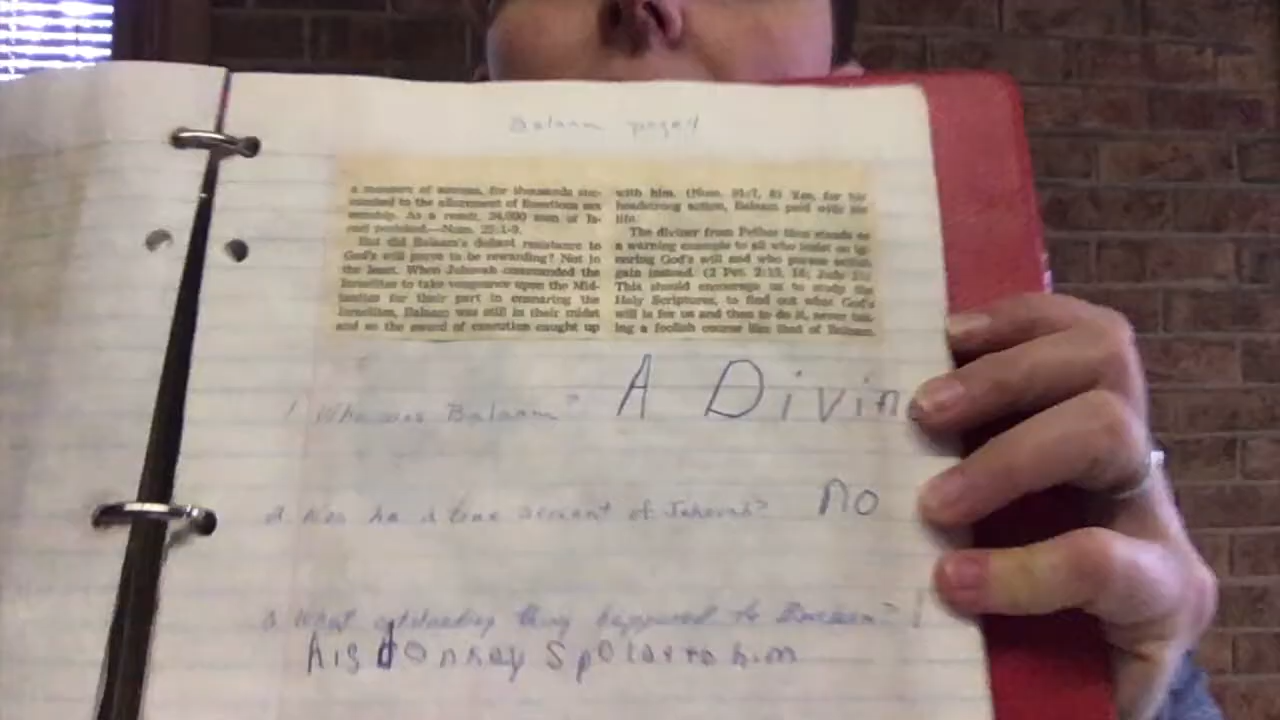 Balaam page 4
a measure of success, for thousands suc-
cumbed to the allurement of licentious sex
worship. As a result, 24,000 men of Is-
rael perished.—Num. 25:1-9.
But did Balaam's defiant resistance to
God's will prove to be rewarding? Not in
the least. When Jehovah commanded the
Israelites to take vengeance upon the Mid-
ianites for their part in ensnaring the
Israelites, Balaam was still in their midst
and so the sword of execution caught up
with him. (Num. 31:7, 8) Yes, for his
headstrong action, Balaam paid with his
life.
The diviner from Pethor thus stands as
a warning example to all who insist on ig-
noring God's will and who pursue selfish
gain instead. (2 Pet. 2:15, 16; Jude
This should encourage us to study the
Holy Scriptures, to find out what God's
will is for us and then to do it, never tak-
ing a foolish course like that of Balaam.
1 Who was Balaam? A Divine
2. Was he a true servant of Jehovah? no
3 What outstanding thing happened to Balaam?
his donkey Spoke to him